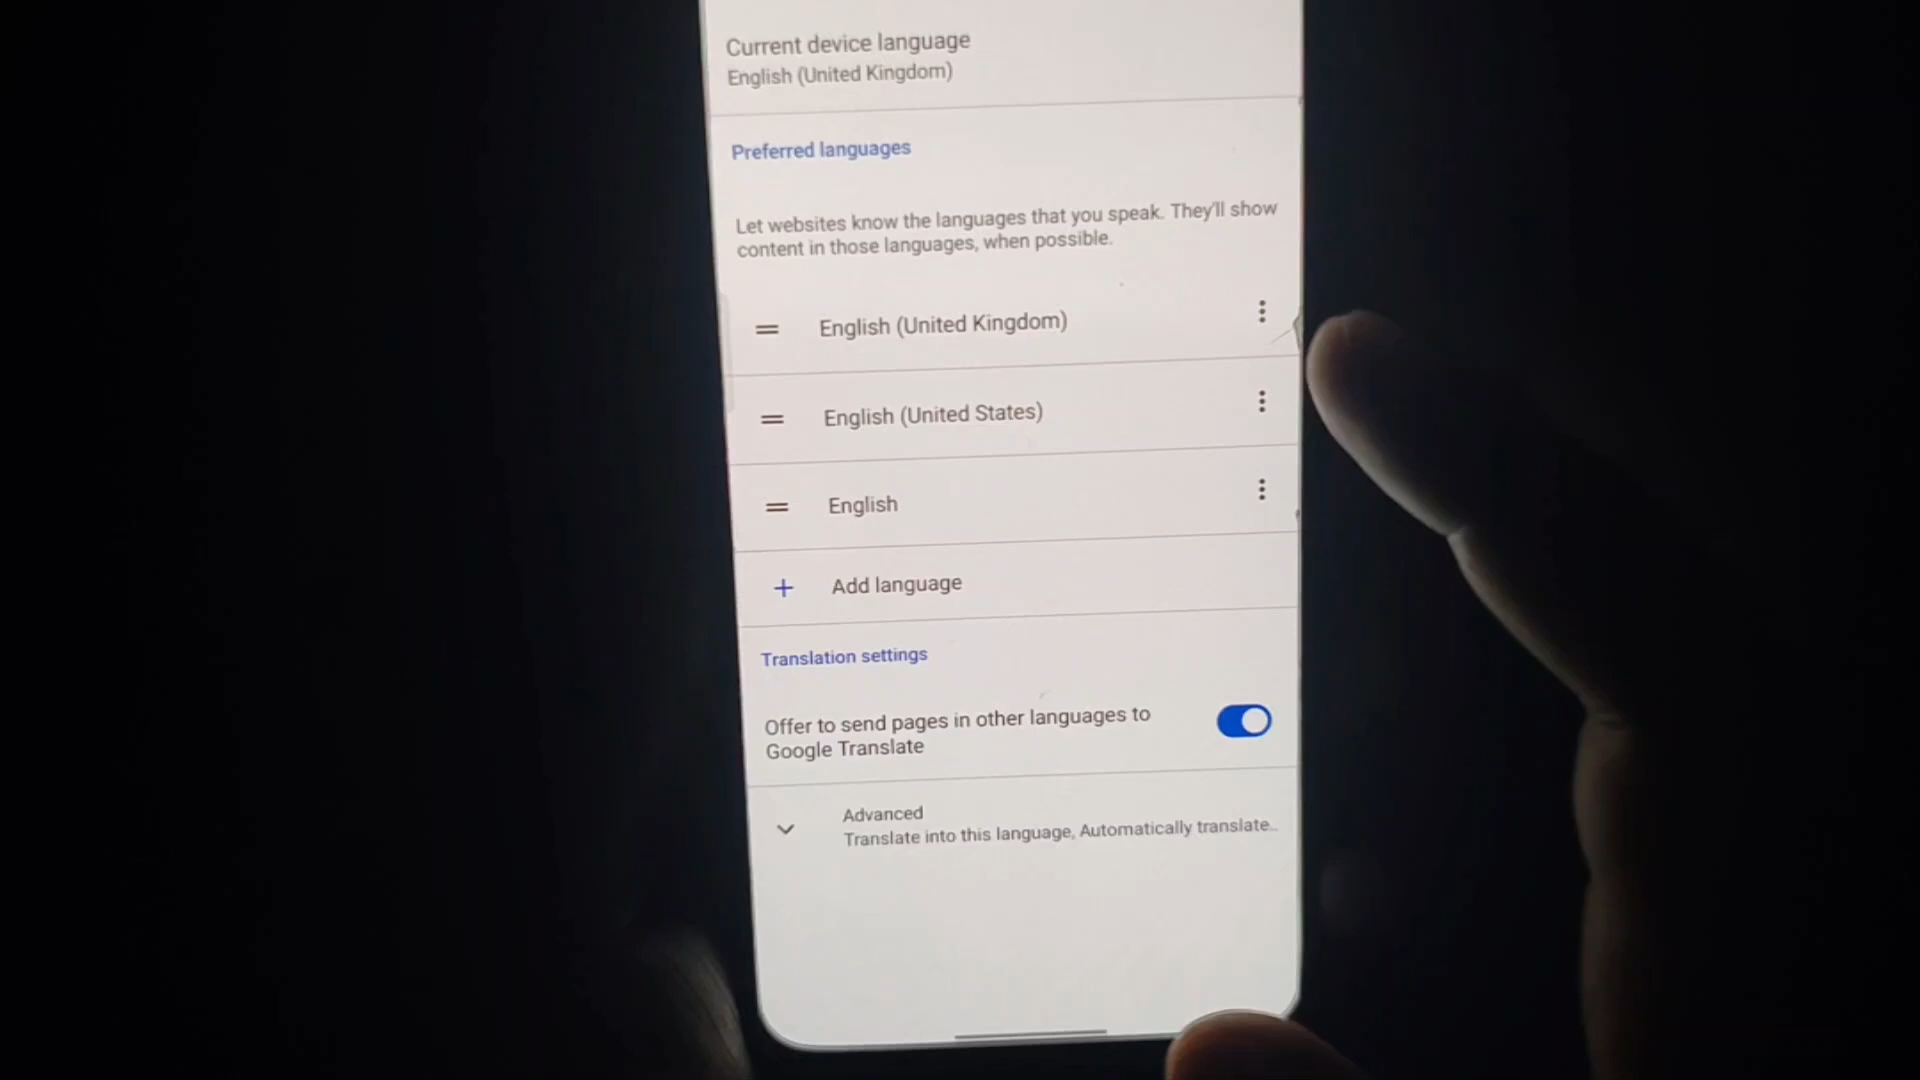 Current device language
English (United Kingdom)
Preferred languages
Let websites know the languages that you speak. They'll show
content in those languages, when possible.
English (United Kingdom)
English (United States)
English
Add language
Translation settings
Offer to send pages in other languages to
Google Translate
Advanced
Translate into this language, Automatically translate..